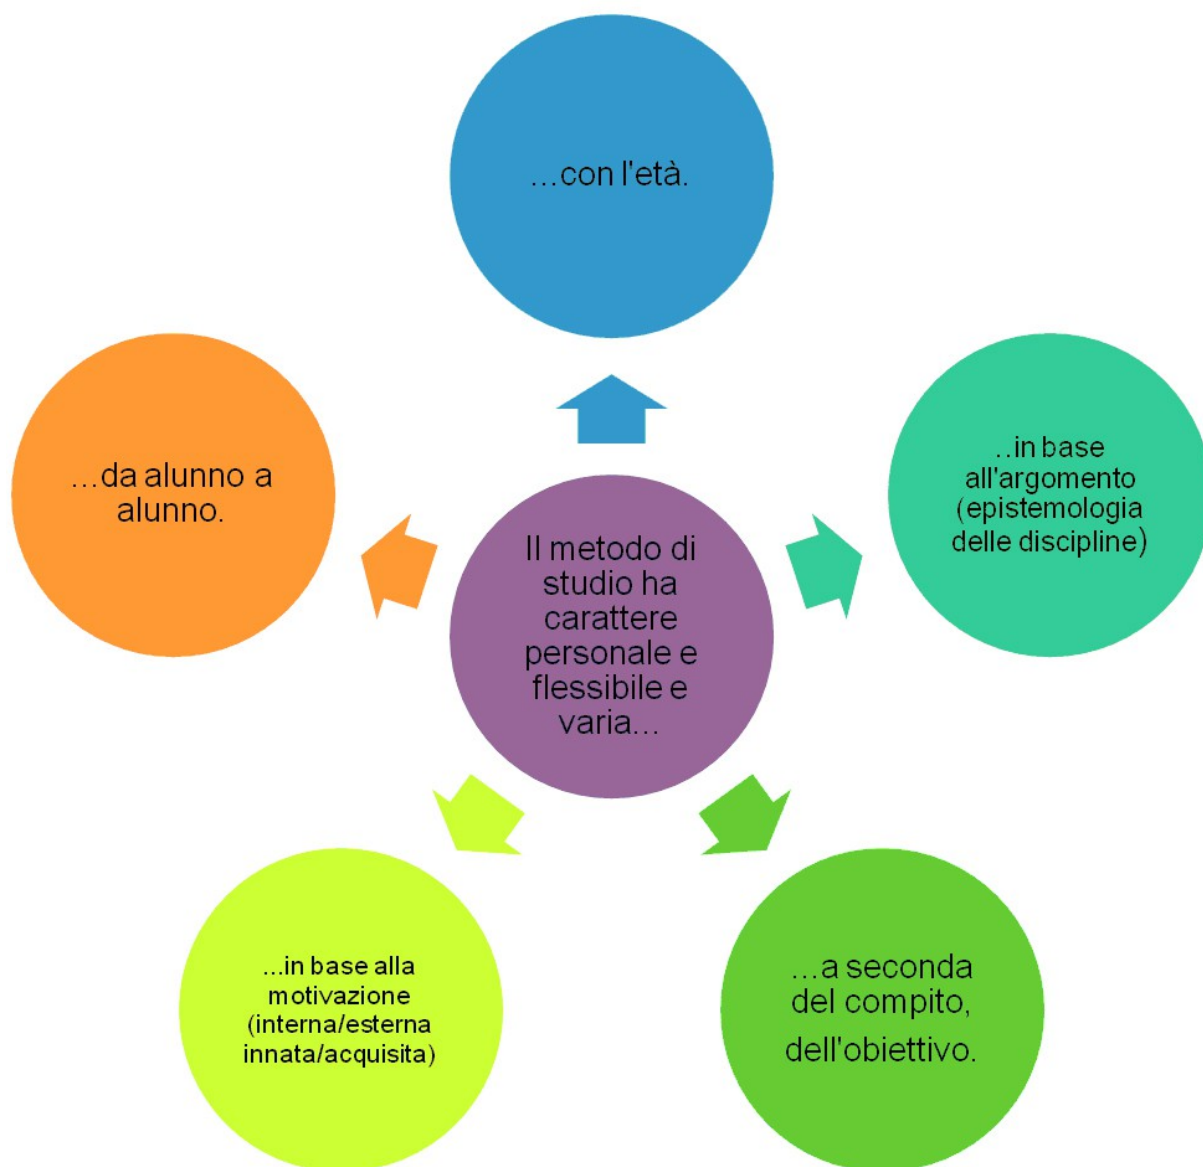 ...con l'età.
..in base
all'argomento
(epistemologia
delle discipline)
...da alunno a
alunno.
Il metodo di
studio ha
carattere
personale e
flessibile e
varia...
...in base alla
motivazione
(interna/esterna
innata/acquisita)
...a seconda
del compito,
dell'obiettivo.